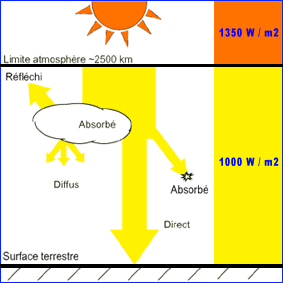 1350 W / m2
Limite atmosphère ~2500 km
Réfléchi
Absorbé
1000 W / m2
Diffus
Absorbé
Direct
Surface terrestre